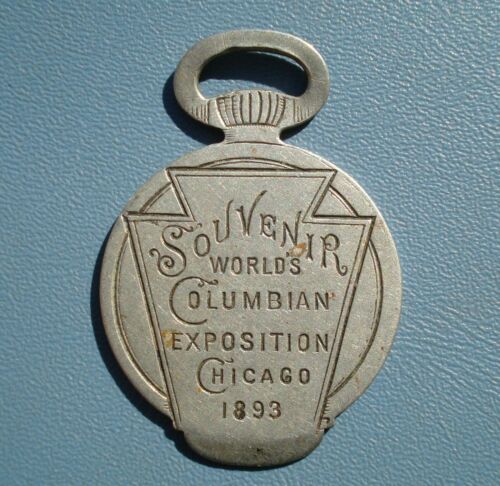 SOUVENIR
WORLD'S
COLUMBIAN
EXPOSITION
CHICAGO
1893